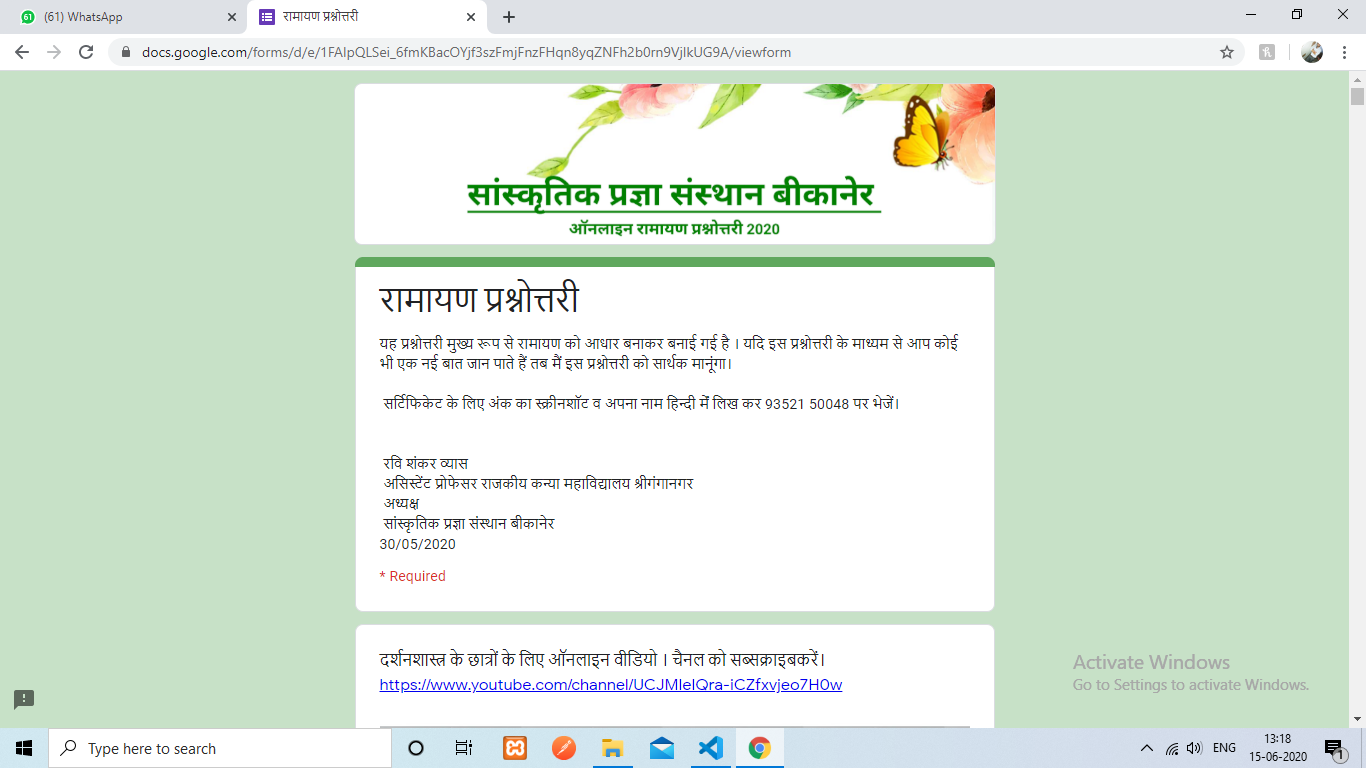 (61) WhatsApp
रामायण प्रश्नोत्तरी
docs.google.com/forms/d/e/1FAIpQLSei_6fmKBacOYjf3szFmjFnzFHqn8yqZNFh2b0rn9VjlkUG9A/viewform
सांस्कृतिक प्रज्ञा संस्थान बीकानेर
ऑनलाइन रामायण प्रश्नोत्तरी 2020
रामायण प्रश्नोत्तरी
यह प्रश्नोत्तरी मुख्य रूप से रामायण को आधार बनाकर बनाई गई है । यदि इस प्रश्नोत्तरी के माध्यम से आप कोई
भी एक नई बात जान पाते हैं तब मैं इस प्रश्नोत्तरी को सार्थक मानूंगा।
सर्टिफिकेट के लिए अंक का स्क्रीनशॉट व अपना नाम हिन्दी में लिख कर 93521 50048 पर भेजें।
रवि शंकर व्यास
असिस्टेंट प्रोफेसर राजकीय कन्या महाविद्यालय श्रीगंगानगर
अध्यक्ष
सांस्कृतिक प्रज्ञा संस्थान बीकानेर
30/05/2020
* Required
दर्शनशास्त्र के छात्रों के लिए ऑनलाइन वीडियो । चैनल को सब्सक्राइबकरें।
https://www.youtube.com/channel/UCJMlelQra-iCZfxvjeo7H0w
Activate Windows
Go to Settings to activate Windows.
Type here to search
ENG
13:18
15-06-2020
1